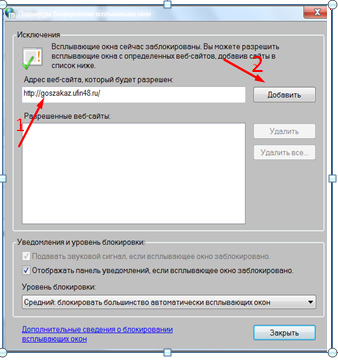 Исключения
Всплывающие окна сейчас заблокированы. Вы можете разрешить
всплывающие окна с определенных веб-сайтов, добавив сайты в
список ниже.
Адрес веб-сайта, который будет разрешен:
2
http://goszakaz.ufin48.ru/
Добавить
1
Разрешенные веб-сайты:
Удалить
Удалить все...
Уведомления и уровень блокировки:
Подавать звуковой сигнал, если всплывающее окно заблокировано.
Отображать панель уведомлений, если всплывающее окно заблокировано.
Уровень блокировки:
Средний: блокировать большинство автоматически всплывающих окон
Дополнительные сведения о блокировании
всплывающих окон
Закрыть